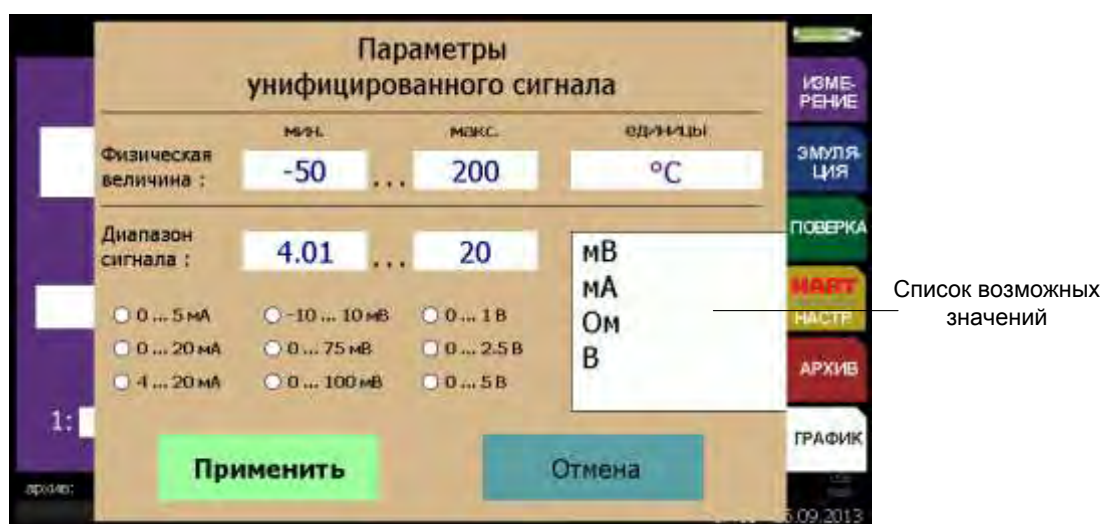 Параметры
унифицированного сигнала
мин. макс. единицы
Физическая
величина : -50 ... 200 °C
Диапазон
сигнала : 4.01 ... 20
мВ
мА
Ом
В
0 ... 5 мА -10 ... 10 мВ 0 ... 1 В
0 ... 20 мА 0 ... 75 мВ 0 ... 2.5 В
4 ... 20 мА 0 ... 100 мВ 0 ... 5 В
1:
Применить Отмена
архив:
ИЗМЕ-
РЕНИЕ
ЭМУЛЯ-
ЦИЯ
ПОВЕРКА
HART
НАСТР.
АРХИВ
ГРАФИК
.09.2013
Список возможных
значений